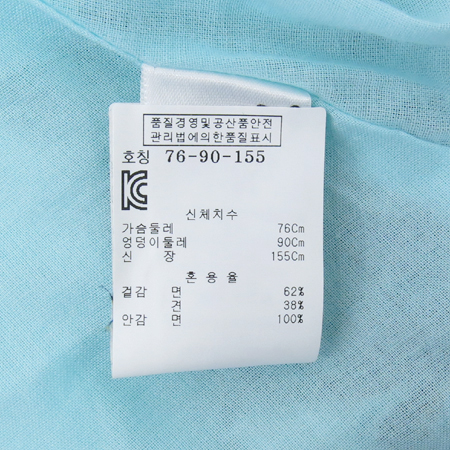 품질경영및공산품안전
관리법에의한품질표시
호칭 76-90-155
신체치수
가슴둘레 76Cm
엉덩이둘레 90Cm
신 장 155Cm
혼 용 율
겉감 면 62%
견 38%
안감 면 100%